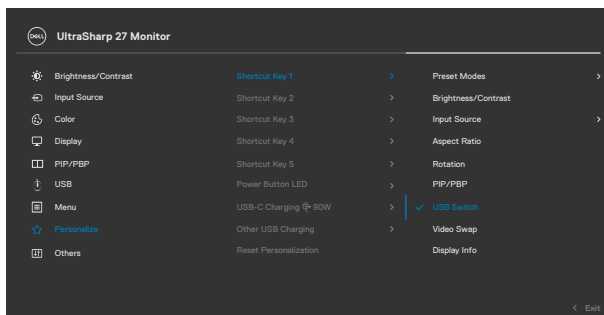 DELL UltraSharp 27 Monitor
Brightness/Contrast Shortcut Key 1 > Preset Modes >
Input Source Shortcut Key 2 > Brightness/Contrast
Color Shortcut Key 3 > Input Source >
Display Shortcut Key 4 > Aspect Ratio
PIP/PBP Shortcut Key 5 > Rotation
USB Power Button LED > PIP/PBP
Menu USB-C Charging 90W > ✓ USB Switch
Personalize Other USB Charging > Video Swap
Others Reset Personalization Display Info
< Exit